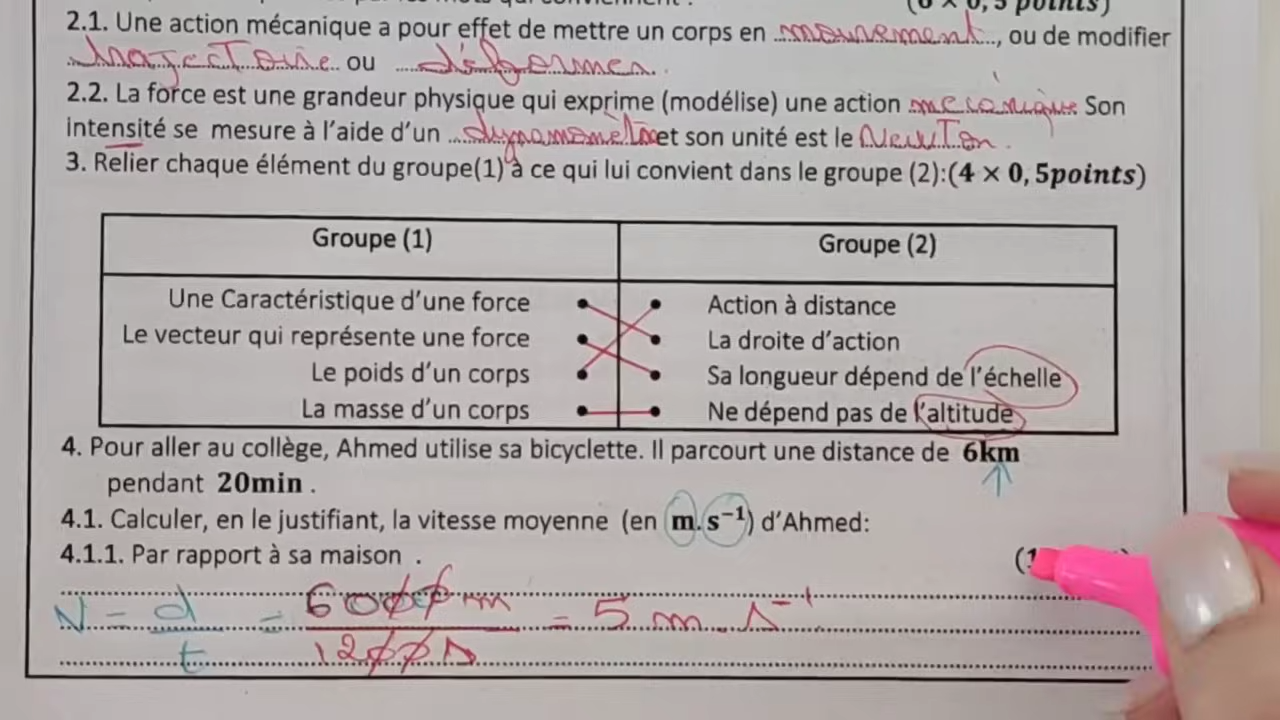 points)
2.1. Une action mécanique a pour effet de mettre un corps en mouvement, ou de modifier
trajectoire ou déformer.
2.2. La force est une grandeur physique qui exprime (modélise) une action mécanique. Son
intensité se mesure à l'aide d'un dynamomètre et son unité est le Newton.
3. Relier chaque élément du groupe(1) à ce qui lui convient dans le groupe (2):(4 × 0, 5points)
Groupe (1) Groupe (2)
Une Caractéristique d'une force Action à distance
Le vecteur qui représente une force La droite d'action
Le poids d'un corps Sa longueur dépend de l'échelle
La masse d'un corps Ne dépend pas de l'altitude
4. Pour aller au collège, Ahmed utilise sa bicyclette. Il parcourt une distance de 6km
pendant 20min .
4.1. Calculer, en le justifiant, la vitesse moyenne (en m.s⁻¹) d'Ahmed:
4.1.1. Par rapport à sa maison .
V = d/t = 6000 m / 1200 s = 5 m.s⁻¹